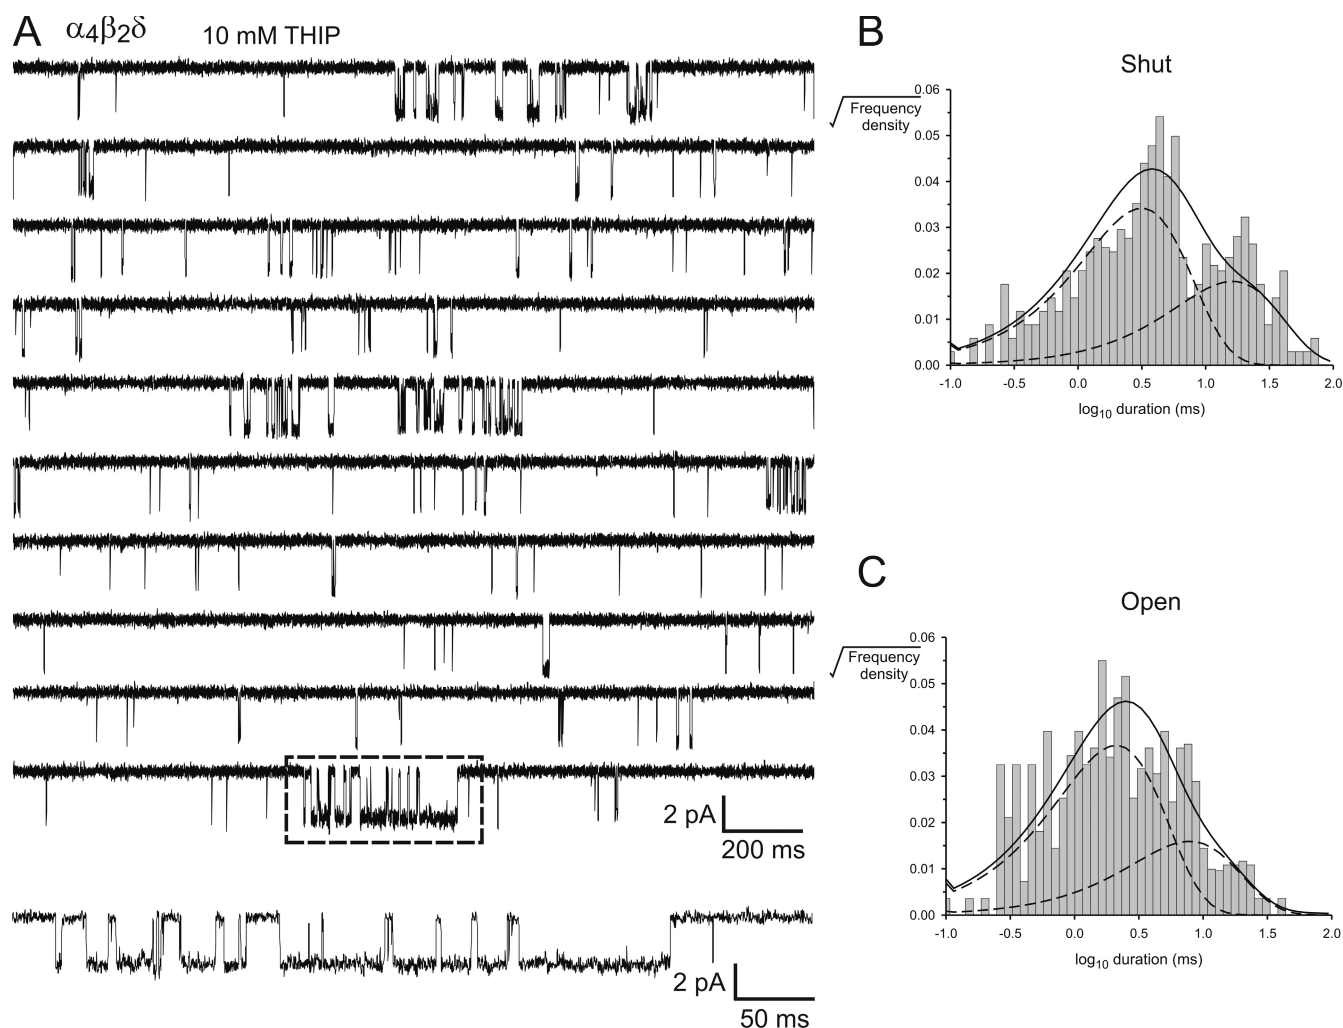 A
α4β2δ
10 mM THIP
2 pA
200 ms
2 pA
50 ms
B
Shut
√Frequency
density
0.06
0.05
0.04
0.03
0.02
0.01
0.00
-1.0 -0.5 0.0 0.5 1.0 1.5 2.0
log10 duration (ms)
C
Open
√Frequency
density
0.06
0.05
0.04
0.03
0.02
0.01
0.00
-1.0 -0.5 0.0 0.5 1.0 1.5 2.0
log10 duration (ms)